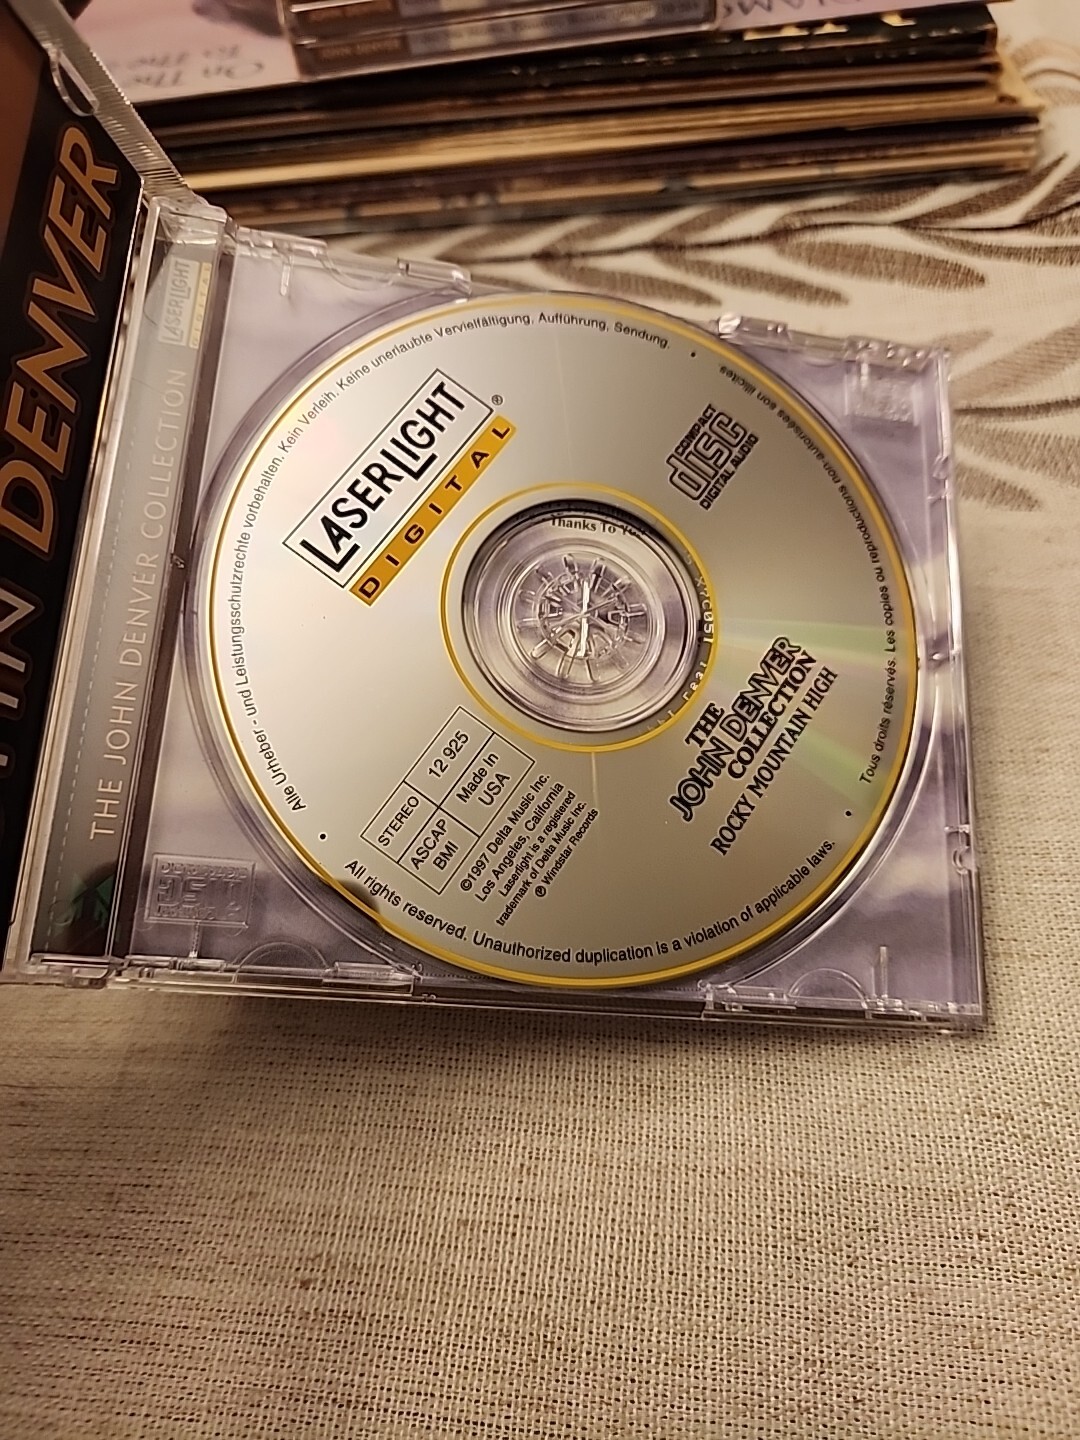 JOHN DENVER
THE JOHN DENVER COLLECTION
LASERLIGHT
DIGITAL
Alle Urheber - und Leistungsschutzrechte vorbehalten. Kein Verleih. Keine unerlaubte Vervielfältigung, Aufführung, Sendung.
LASERLIGHT ®
DIGITAL
COMPACT
disc
DIGITAL AUDIO
Thanks To
THE
JOHN DENVER
COLLECTION
ROCKY MOUNTAIN HIGH
STEREO
12 925
ASCAP
BMI
Made In
USA
©1997 Delta Music Inc.
Los Angeles, California
Laserlight is a registered
trademark of Delta Music Inc.
℗ Windstar Records
Tous droits réservés. Les copies ou reproductions non-autorisées son illicites
All rights reserved. Unauthorized duplication is a violation of applicable laws.